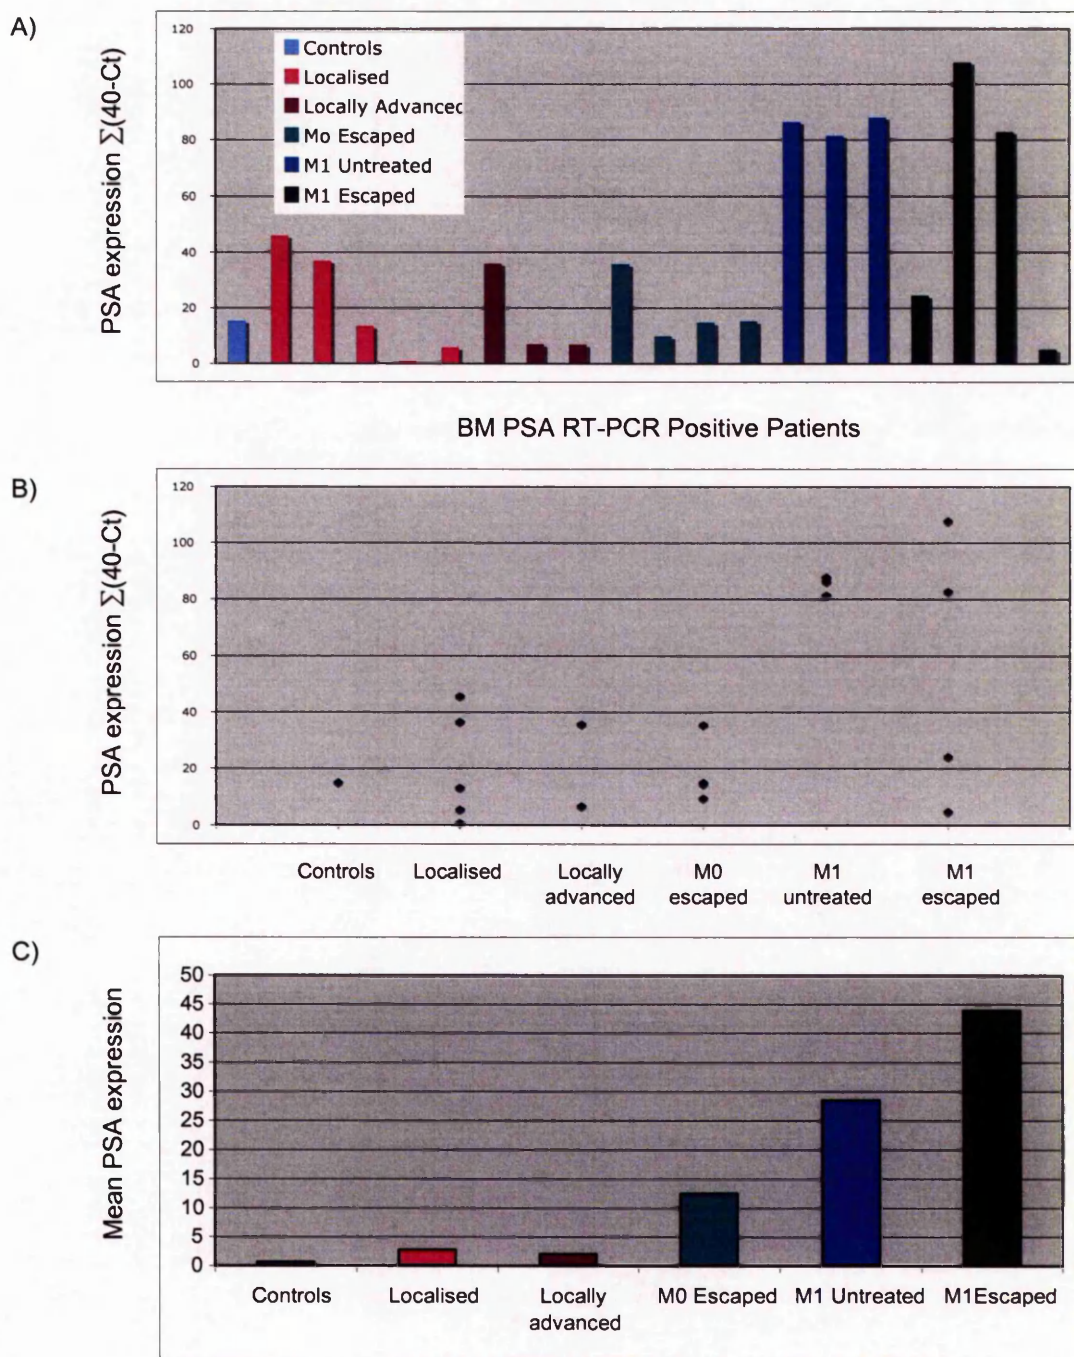 A)
PSA expression Σ(40-Ct)
120
100
80
60
40
20
0
Controls
Localised
Locally Advanced
Mo Escaped
M1 Untreated
M1 Escaped
BM PSA RT-PCR Positive Patients
B)
PSA expression Σ(40-Ct)
120
100
80
60
40
20
0
Controls
Localised
Locally
advanced
M0
escaped
M1
untreated
M1
escaped
C)
Mean PSA expression
50
45
40
35
30
25
20
15
10
5
0
Controls
Localised
Locally
advanced
M0 Escaped
M1 Untreated
M1Escaped